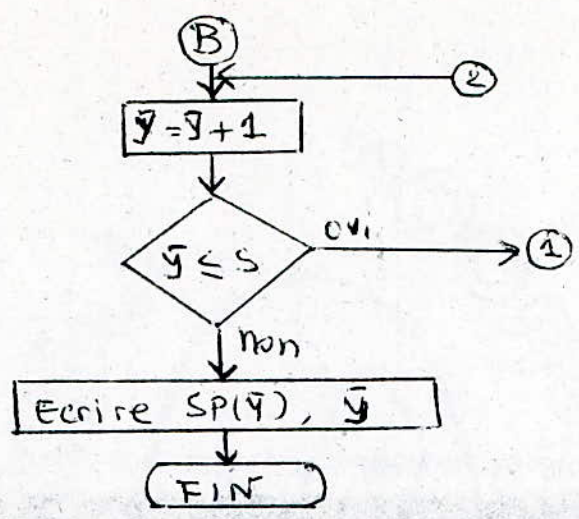 B
2
J = J + 1
J ≤ S
oui
1
non
Ecrire SP(J), J
FIN